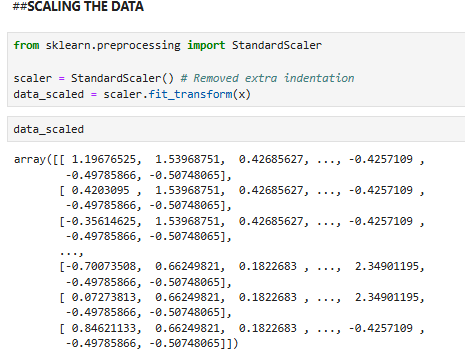 ##SCALING THE DATA
from sklearn.preprocessing import StandardScaler
scaler = StandardScaler() # Removed extra indentation
data_scaled = scaler.fit_transform(x)
data_scaled
array([[ 1.19676525,  1.53968751,  0.42685627, ..., -0.4257109 ,
        -0.49785866, -0.50748065],
       [ 0.4203095 ,  1.53968751,  0.42685627, ..., -0.4257109 ,
        -0.49785866, -0.50748065],
       [-0.35614625,  1.53968751,  0.42685627, ..., -0.4257109 ,
        -0.49785866, -0.50748065],
       ...,
       [-0.70073508,  0.66249821,  0.1822683 , ...,  2.34901195,
        -0.49785866, -0.50748065],
       [ 0.07273813,  0.66249821,  0.1822683 , ...,  2.34901195,
        -0.49785866, -0.50748065],
       [ 0.84621133,  0.66249821,  0.1822683 , ..., -0.4257109 ,
        -0.49785866, -0.50748065]])